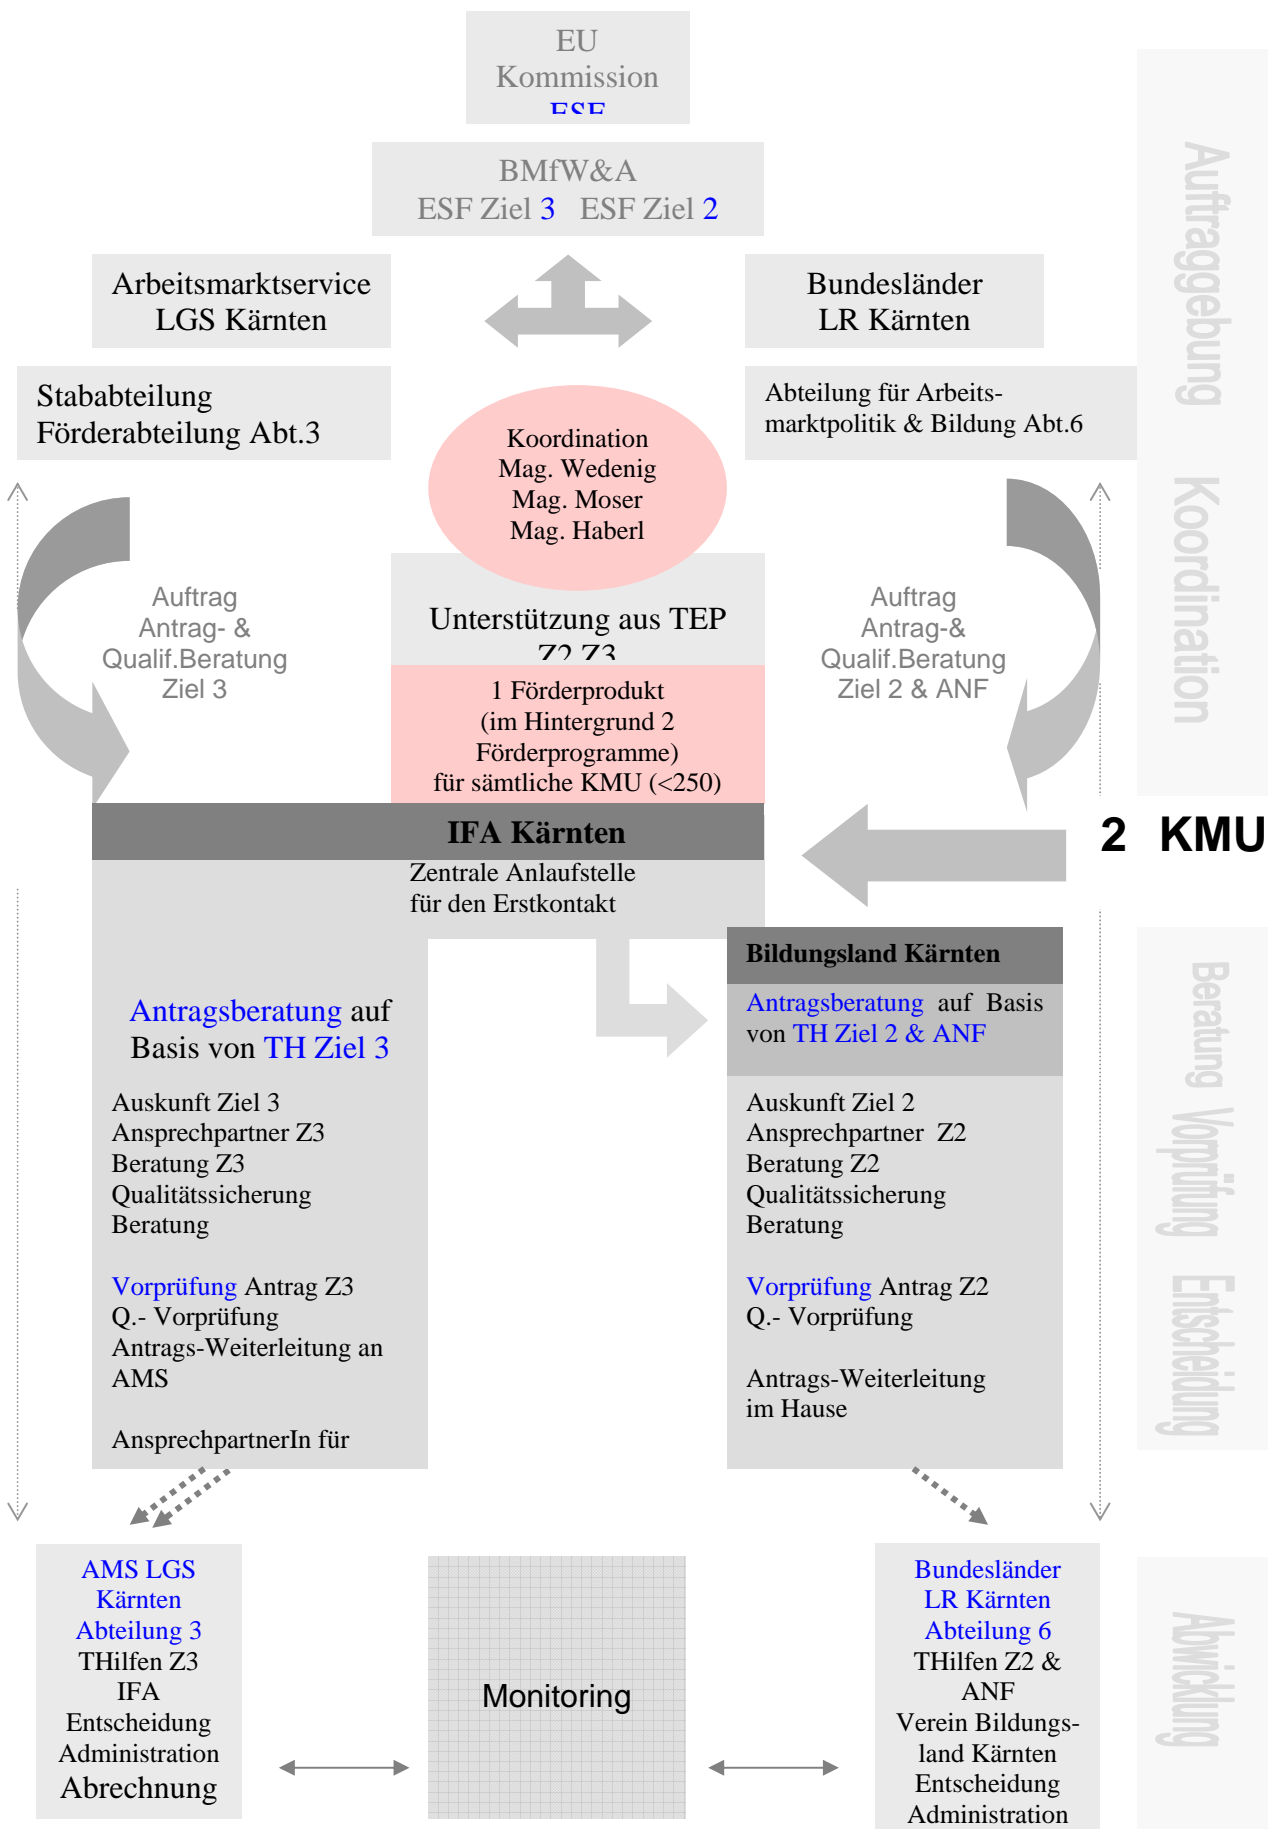 EU
Kommission
ESF
BMfW&A
ESF Ziel 3 ESF Ziel 2
Arbeitsmarktservice
LGS Kärnten
Bundesländer
LR Kärnten
Stababteilung
Förderabteilung Abt.3
Abteilung für Arbeits-
marktpolitik & Bildung Abt.6
Koordination
Mag. Wedenig
Mag. Moser
Mag. Haberl
Auftraggebung
Koordination
Auftrag
Antrag- &
Qualif.Beratung
Ziel 3
Unterstützung aus TEP
Z2 Z3
Auftrag
Antrag-&
Qualif.Beratung
Ziel 2 & ANF
1 Förderprodukt
(im Hintergrund 2
Förderprogramme)
für sämtliche KMU (<250)
IFA Kärnten
2 KMU
Zentrale Anlaufstelle
für den Erstkontakt
Antragsberatung auf
Basis von TH Ziel 3
Auskunft Ziel 3
Ansprechpartner Z3
Beratung Z3
Qualitätssicherung
Beratung
Vorprüfung Antrag Z3
Q.- Vorprüfung
Antrags-Weiterleitung an
AMS
AnsprechpartnerIn für
Bildungsland Kärnten
Antragsberatung auf Basis
von TH Ziel 2 & ANF
Auskunft Ziel 2
Ansprechpartner Z2
Beratung Z2
Qualitätssicherung
Beratung
Vorprüfung Antrag Z2
Q.- Vorprüfung
Antrags-Weiterleitung
im Hause
Beratung
Vorprüfung
Entscheidung
AMS LGS
Kärnten
Abteilung 3
THilfen Z3
IFA
Entscheidung
Administration
Abrechnung
Monitoring
Bundesländer
LR Kärnten
Abteilung 6
THilfen Z2 &
ANF
Verein Bildungs-
land Kärnten
Entscheidung
Administration
Abwicklung